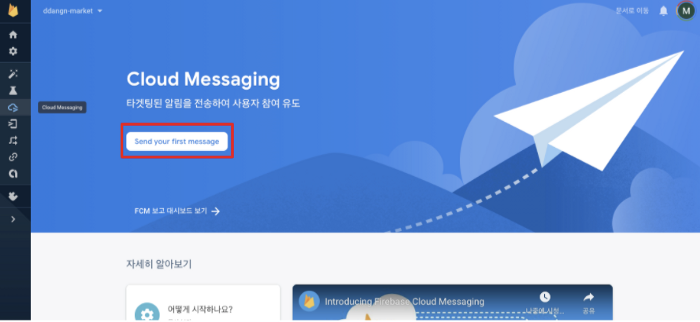 ddangn-market
문서로 이동
M
Cloud Messaging
Cloud Messaging
타겟팅된 알림을 전송하여 사용자 참여 유도
Send your first message
FCM 보고 대시보드 보기
자세히 알아보기
어떻게 시작하나요?
Introducing Firebase Cloud Messaging
나중에 시청...
공유